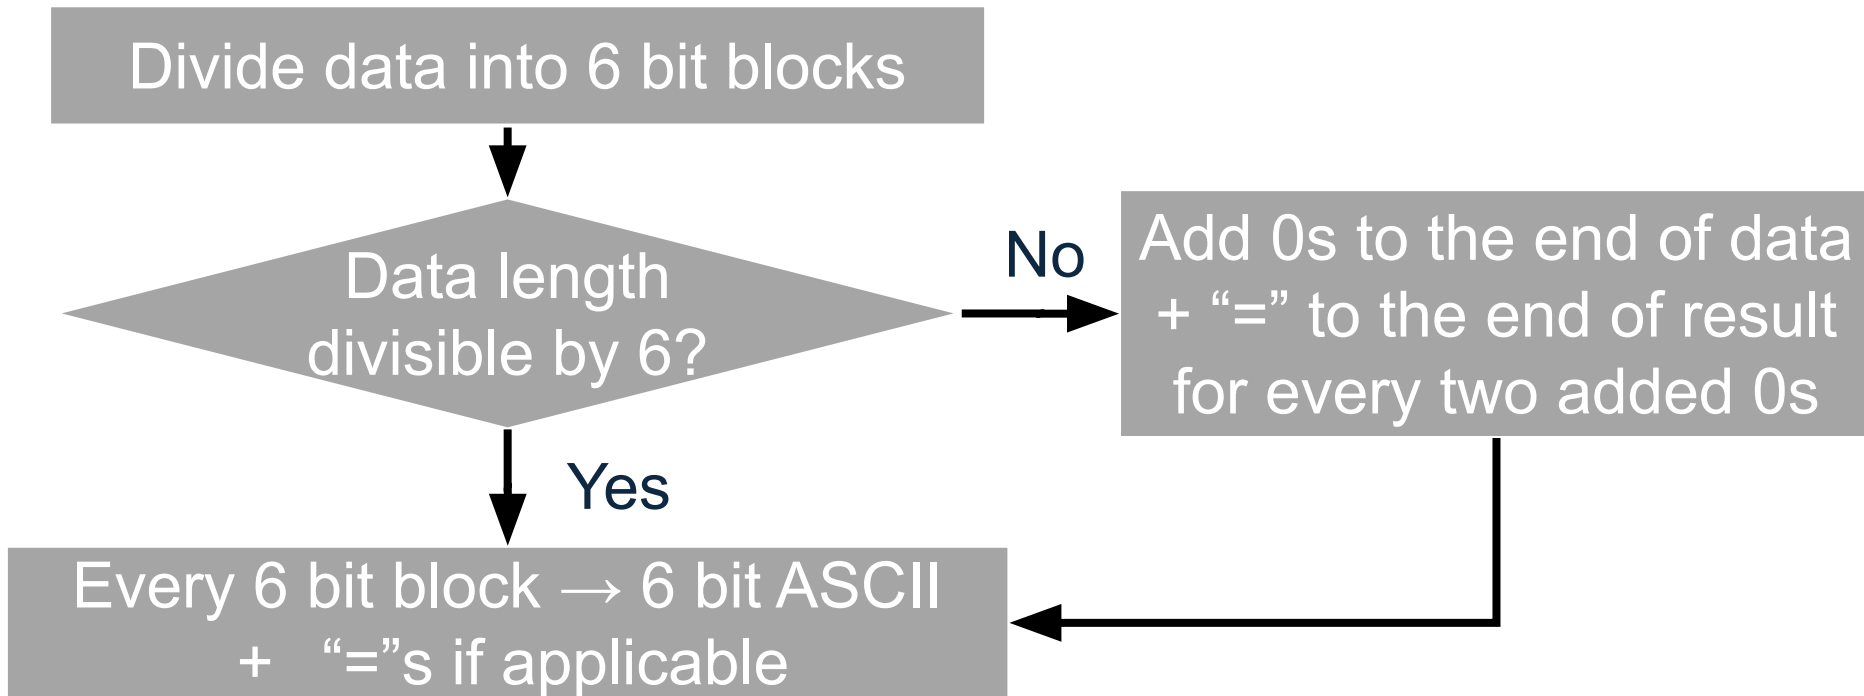 Divide data into 6 bit blocks
Data length
divisible by 6?
No
Add 0s to the end of data
+ “=” to the end of result
for every two added 0s
Yes
Every 6 bit block → 6 bit ASCII
+ “=”s if applicable